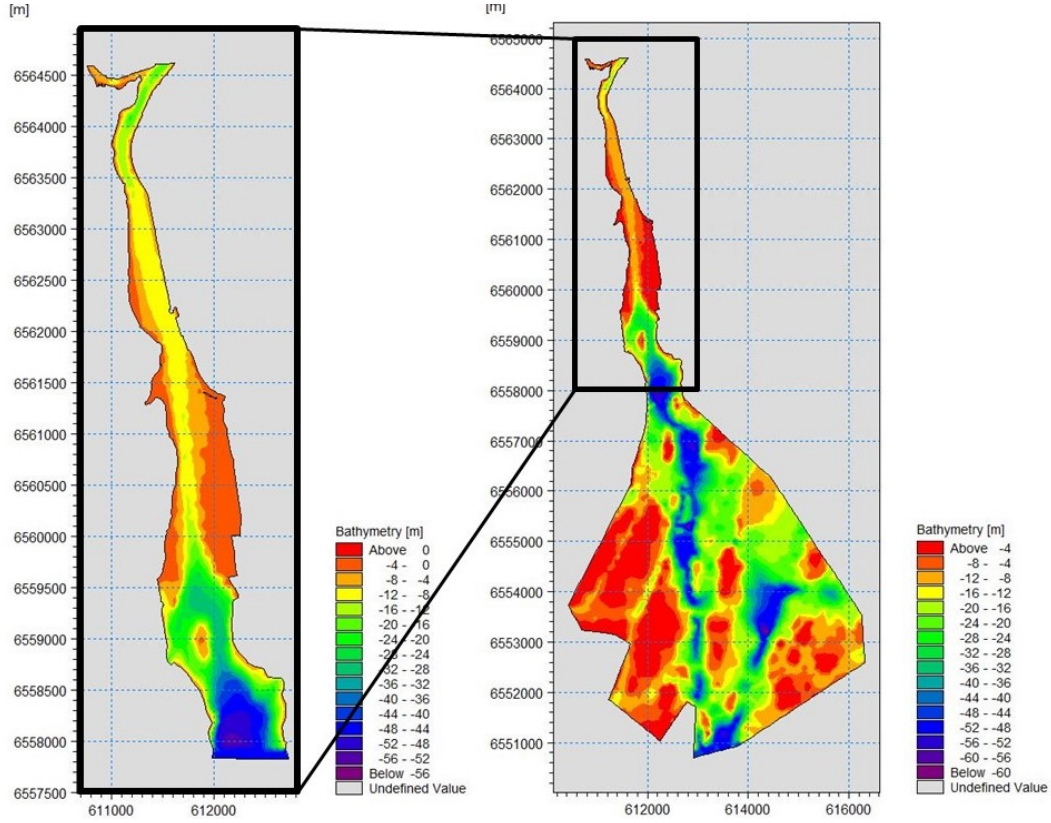 [m]
6564500
6564000
6563500
6563000
6562500
6562000
6561500
6561000
6560500
6560000
6559500
6559000
6558500
6558000
6557500
611000
612000
Bathymetry [m]
Above 0
-4 - 0
-8 - -4
-12 - -8
-16 - -12
-20 - -16
-24 - -20
-28 - -24
-32 - -28
-36 - -32
-40 - -36
-44 - -40
-48 - -44
-52 - -48
-56 - -52
Below -56
Undefined Value
[m]
6565000
6564000
6563000
6562000
6561000
6560000
6559000
6558000
6557000
6556000
6555000
6554000
6553000
6552000
6551000
612000
614000
616000
Bathymetry [m]
Above -4
-8 - -4
-12 - -8
-16 - -12
-20 - -16
-24 - -20
-28 - -24
-32 - -28
-36 - -32
-40 - -36
-44 - -40
-48 - -44
-52 - -48
-56 - -52
-60 - -56
Below -60
Undefined Value